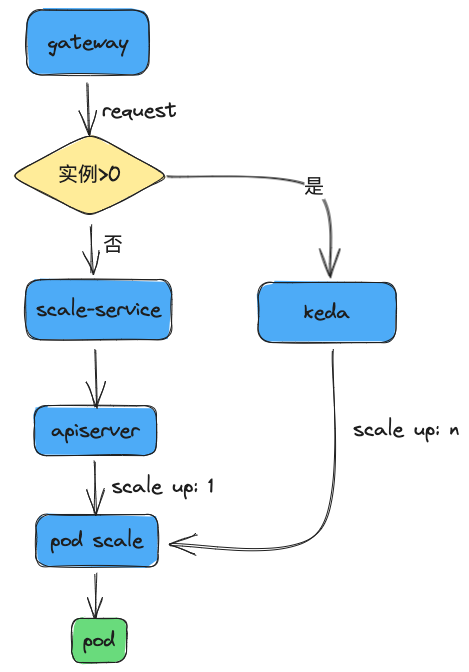 gateway
request
实例>0
是
否
scale-service
keda
apiserver
scale up: n
scale up: 1
pod scale
pod